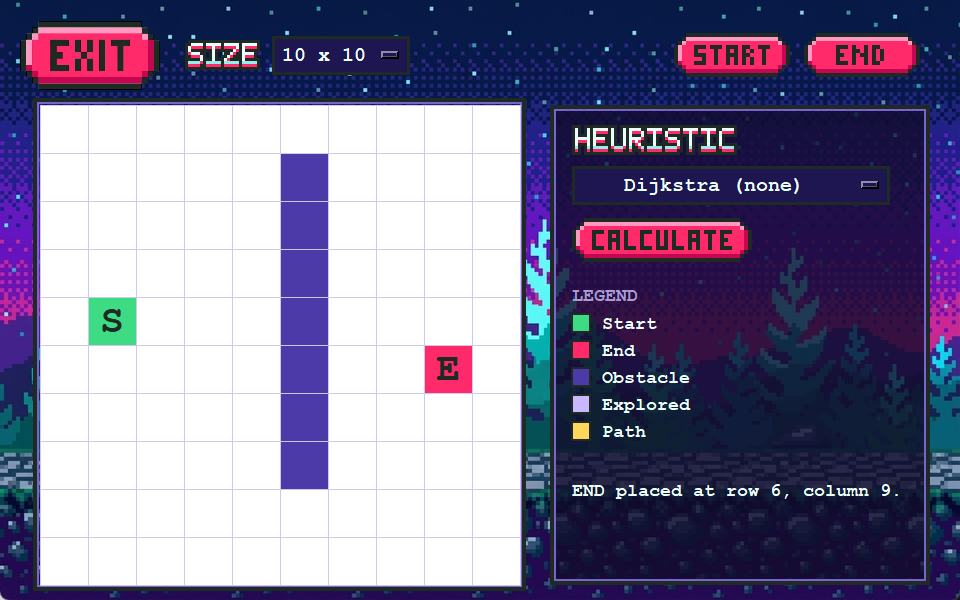 EXIT
SIZE
10 x 10
START
END
S
E
HEURISTIC
Dijkstra (none)
CALCULATE
LEGEND
Start
End
Obstacle
Explored
Path
END placed at row 6, column 9.